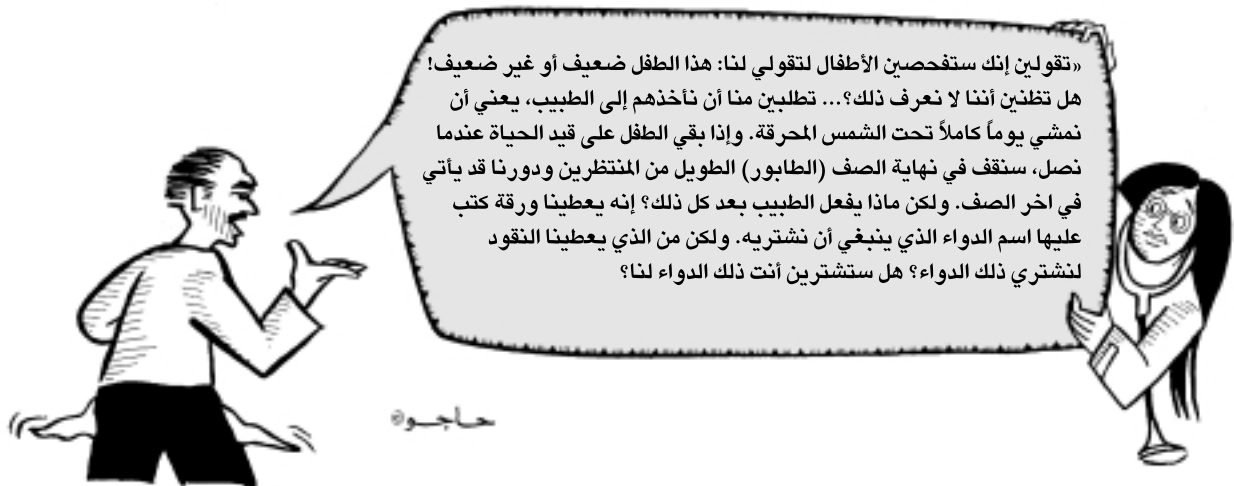 «تقولين إنك ستفحصين الأطفال لتقولي لنا: هذا الطفل ضعيف أو غير ضعيف!
هل تظنين أننا لا نعرف ذلك؟... تطلبين منا أن نأخذهم إلى الطبيب، يعني أن
نمشي يوماً كاملاً تحت الشمس المحرقة. وإذا بقي الطفل على قيد الحياة عندما
نصل، سنقف في نهاية الصف (الطابور) الطويل من المنتظرين ودورنا قد يأتي
في اخر الصف. ولكن ماذا يفعل الطبيب بعد كل ذلك؟ إنه يعطينا ورقة كتب
عليها اسم الدواء الذي ينبغي أن نشتريه. ولكن من الذي يعطينا النقود
لنشتري ذلك الدواء؟ هل ستشترين أنت ذلك الدواء لنا؟
حاجو©